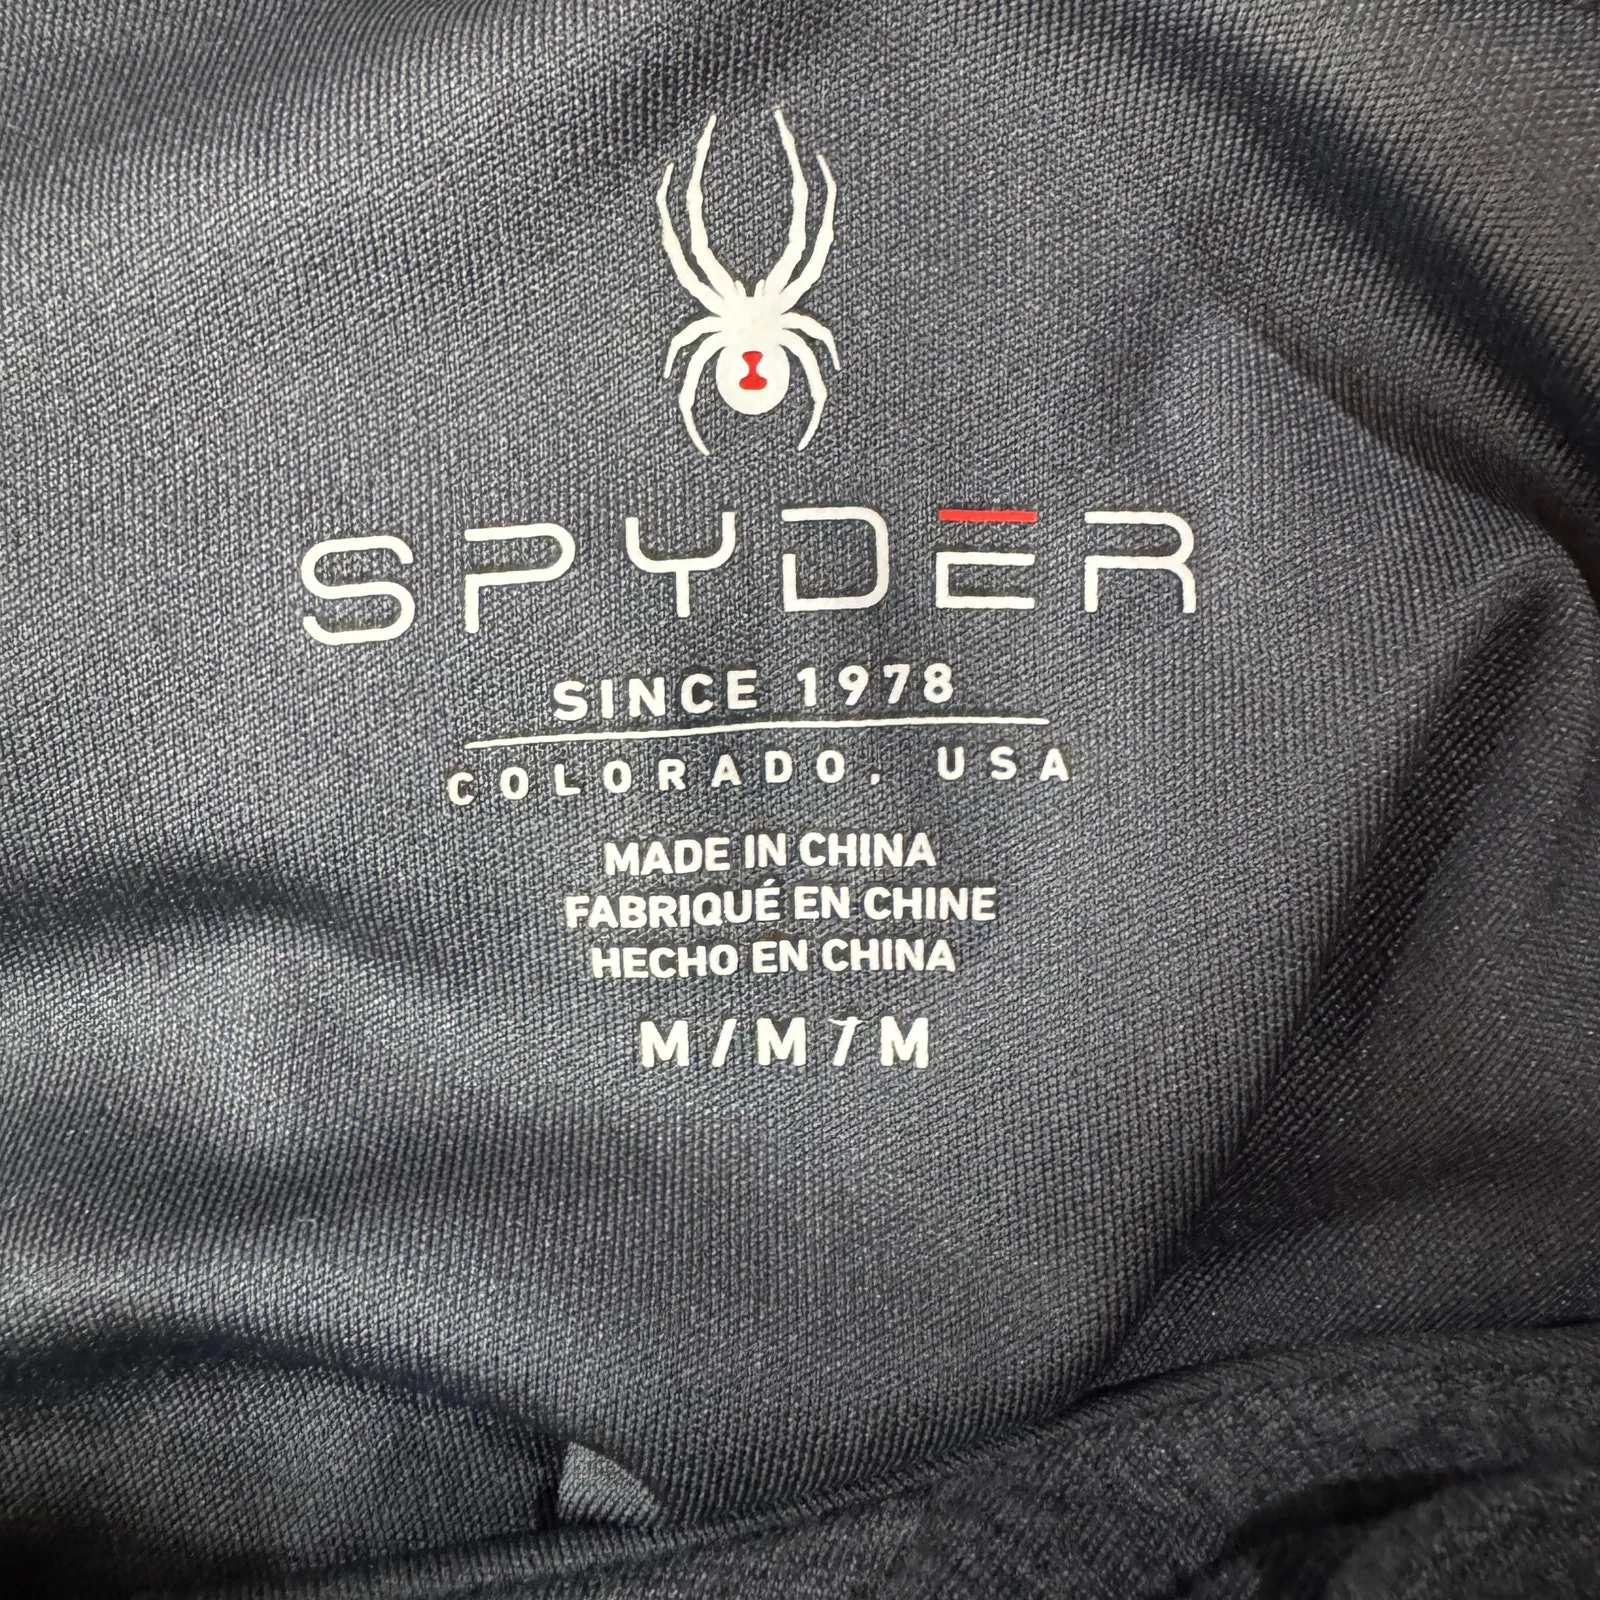 SPYDER
SINCE 1978
COLORADO, USA
MADE IN CHINA
FABRIQUÉ EN CHINE
HECHO EN CHINA
M / M / M